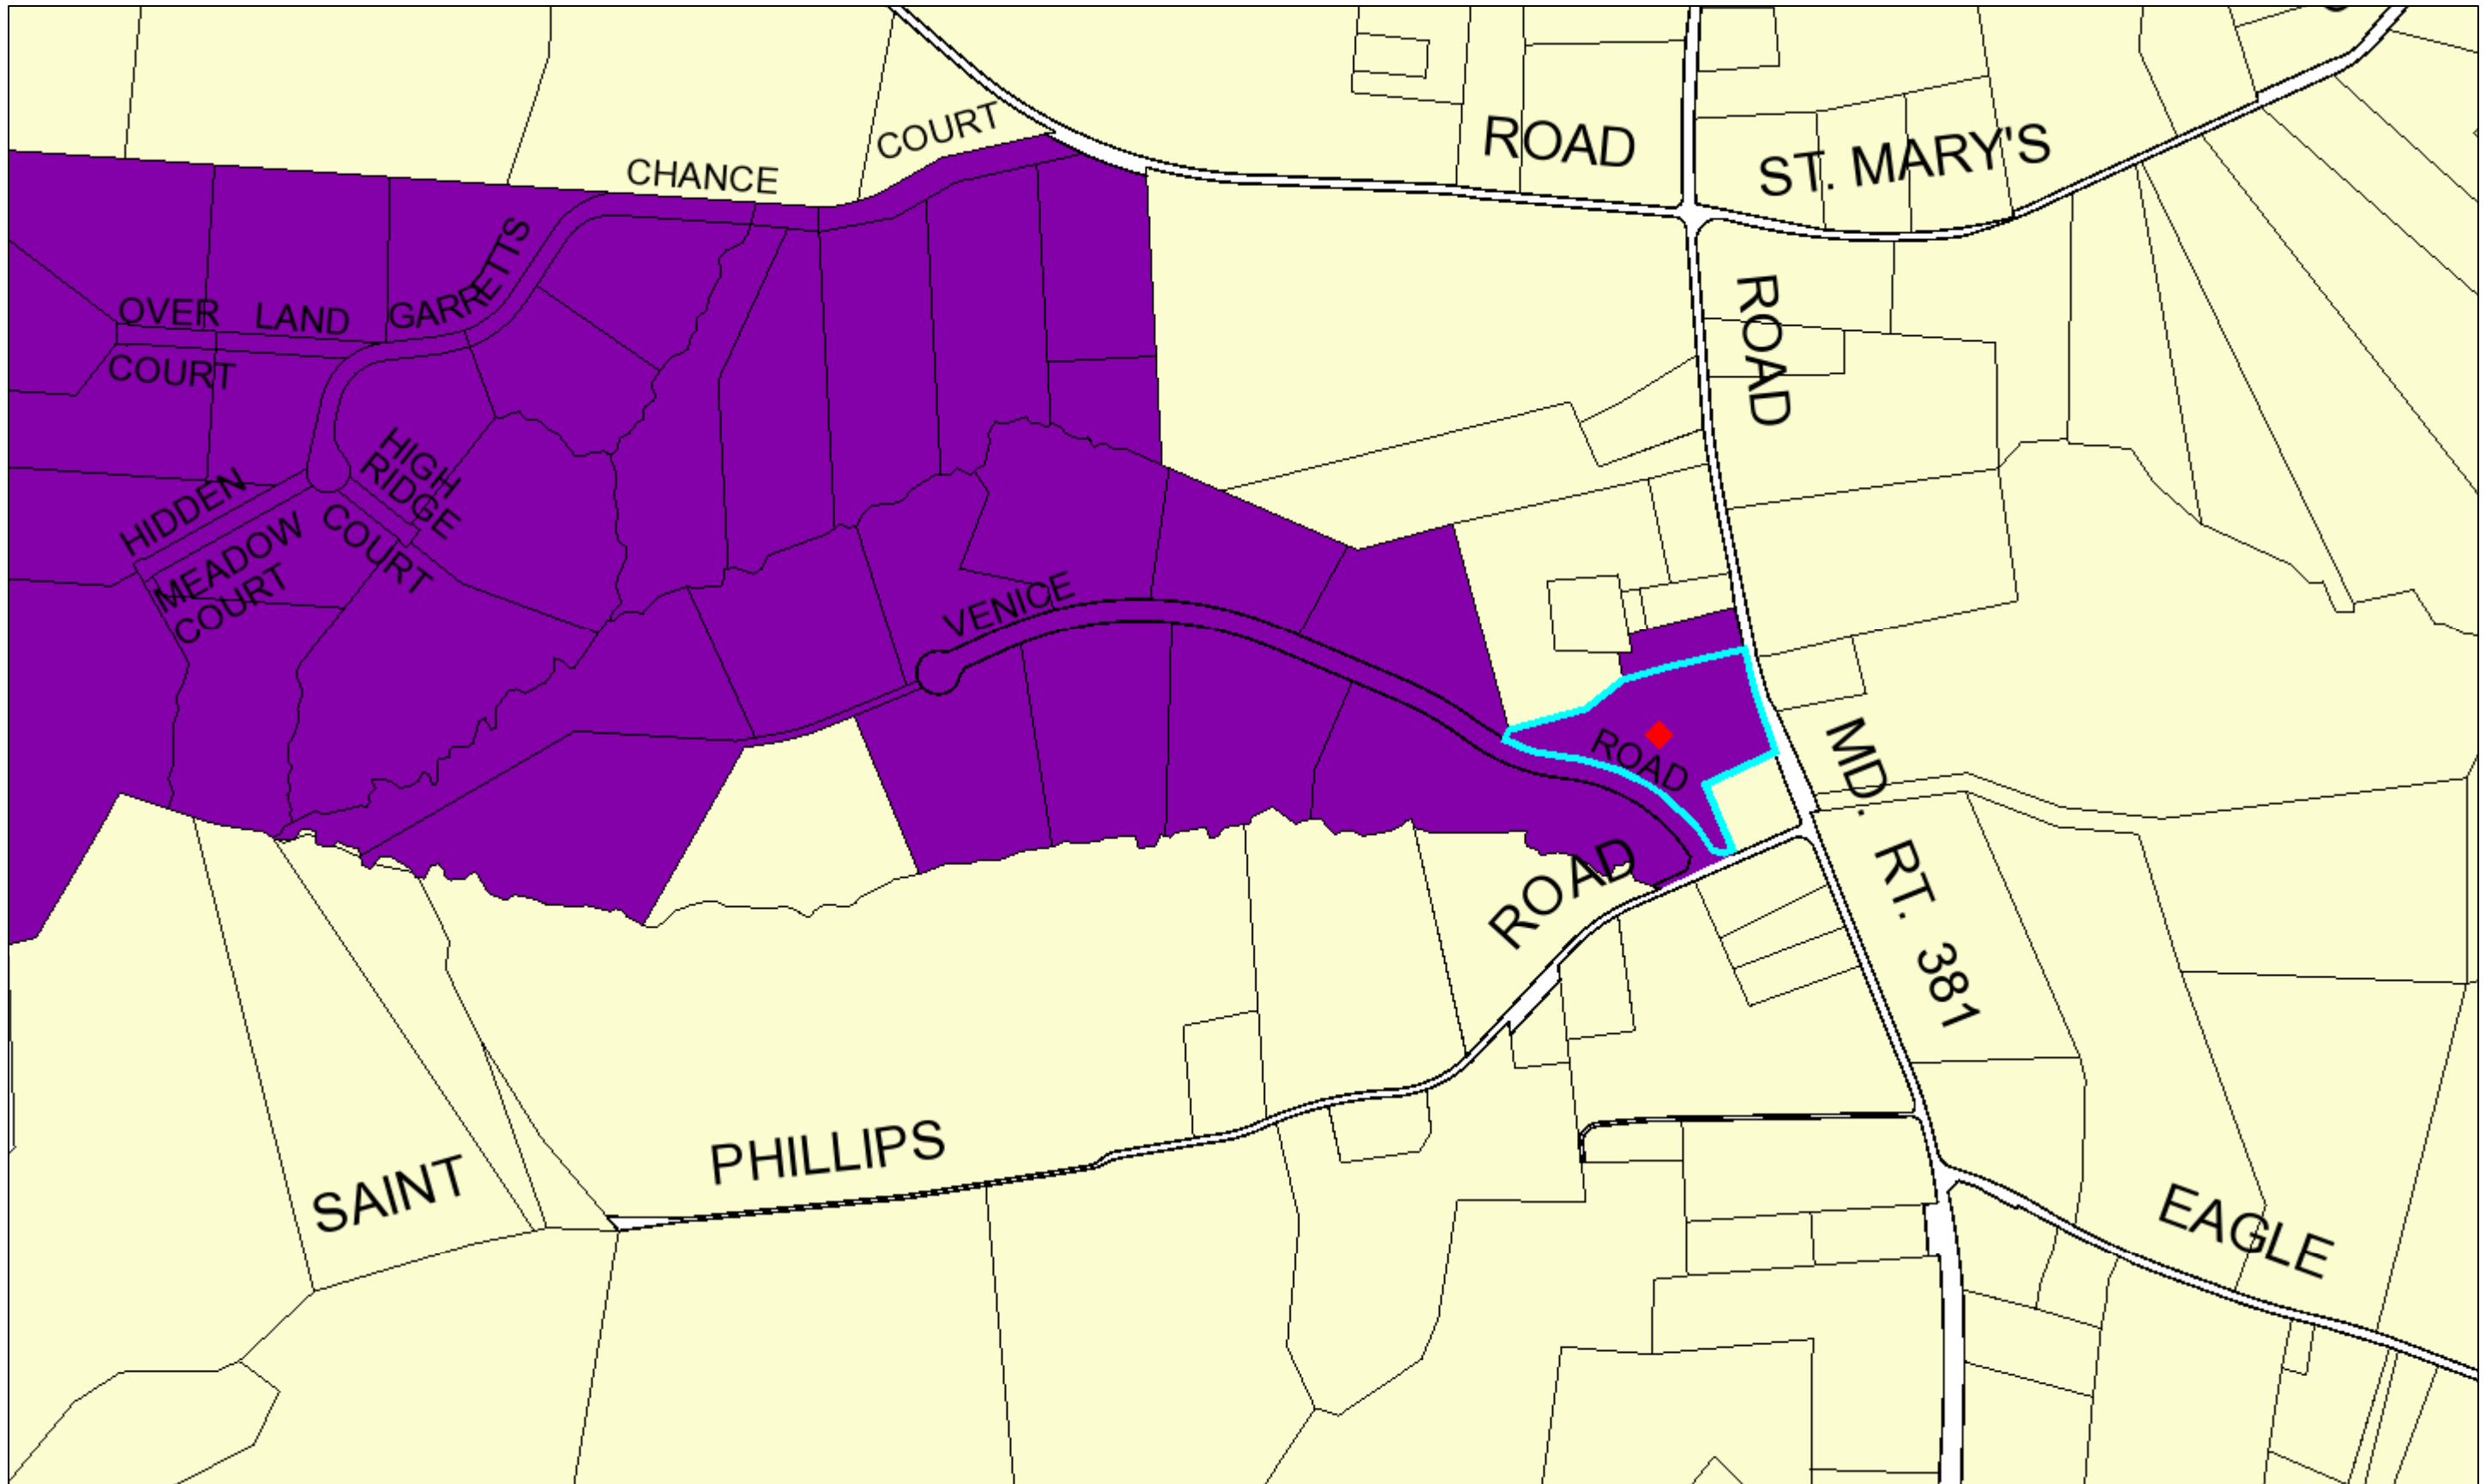 ROAD
ST. MARY'S
COURT
CHANCE
GARRETTS
OVER LAND
COURT
ROAD
HIGH
RIDGE
COURT
HIDDEN
MEADOW
COURT
VENICE
ROAD
MD. RT. 381
ROAD
PHILLIPS
SAINT
EAGLE